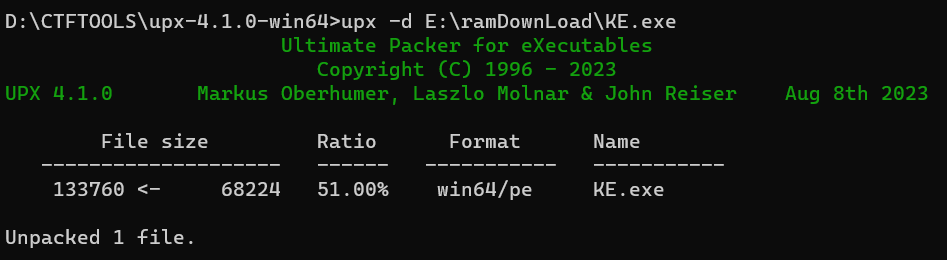 D:\CTFTOOLS\upx-4.1.0-win64>upx -d E:\ramDownLoad\KE.exe
Ultimate Packer for eXecutables
Copyright (C) 1996 - 2023
UPX 4.1.0       Markus Oberhumer, Laszlo Molnar & John Reiser    Aug 8th 2023
File size         Ratio      Format      Name
--------------------   ------   -----------   -----------
133760 <-     68224   51.00%    win64/pe     KE.exe
Unpacked 1 file.